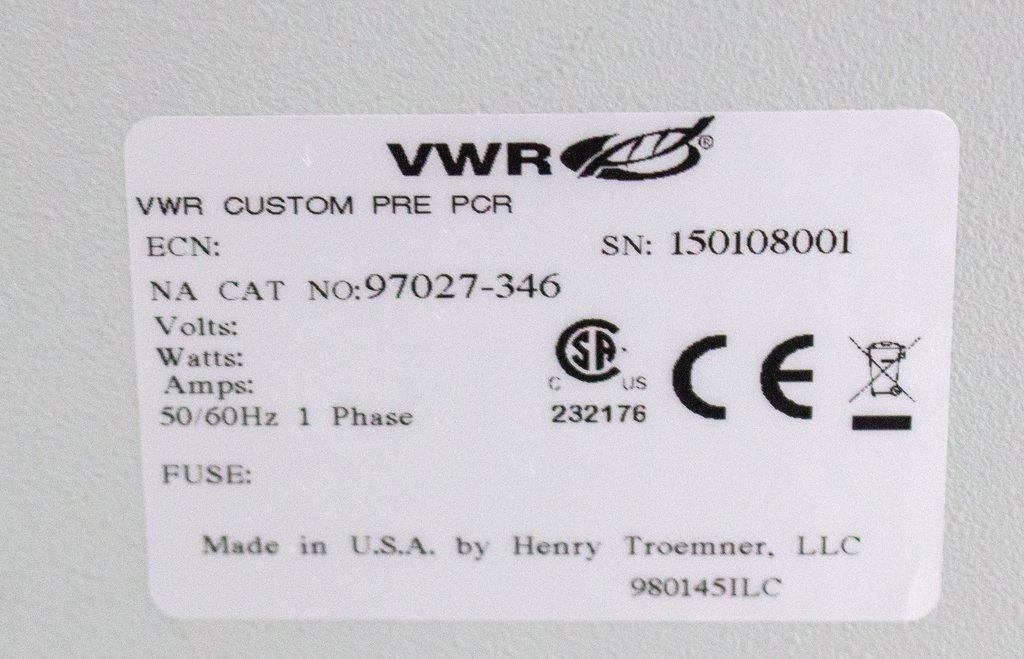 VWR®
VWR CUSTOM PRE PCR
ECN:
SN: 150108001
NA CAT NO:97027-346
Volts:
Watts:
Amps:
50/60Hz 1 Phase
SA
C US
232176
CE
FUSE:
Made in U.S.A. by Henry Troemner, LLC
980145ILC